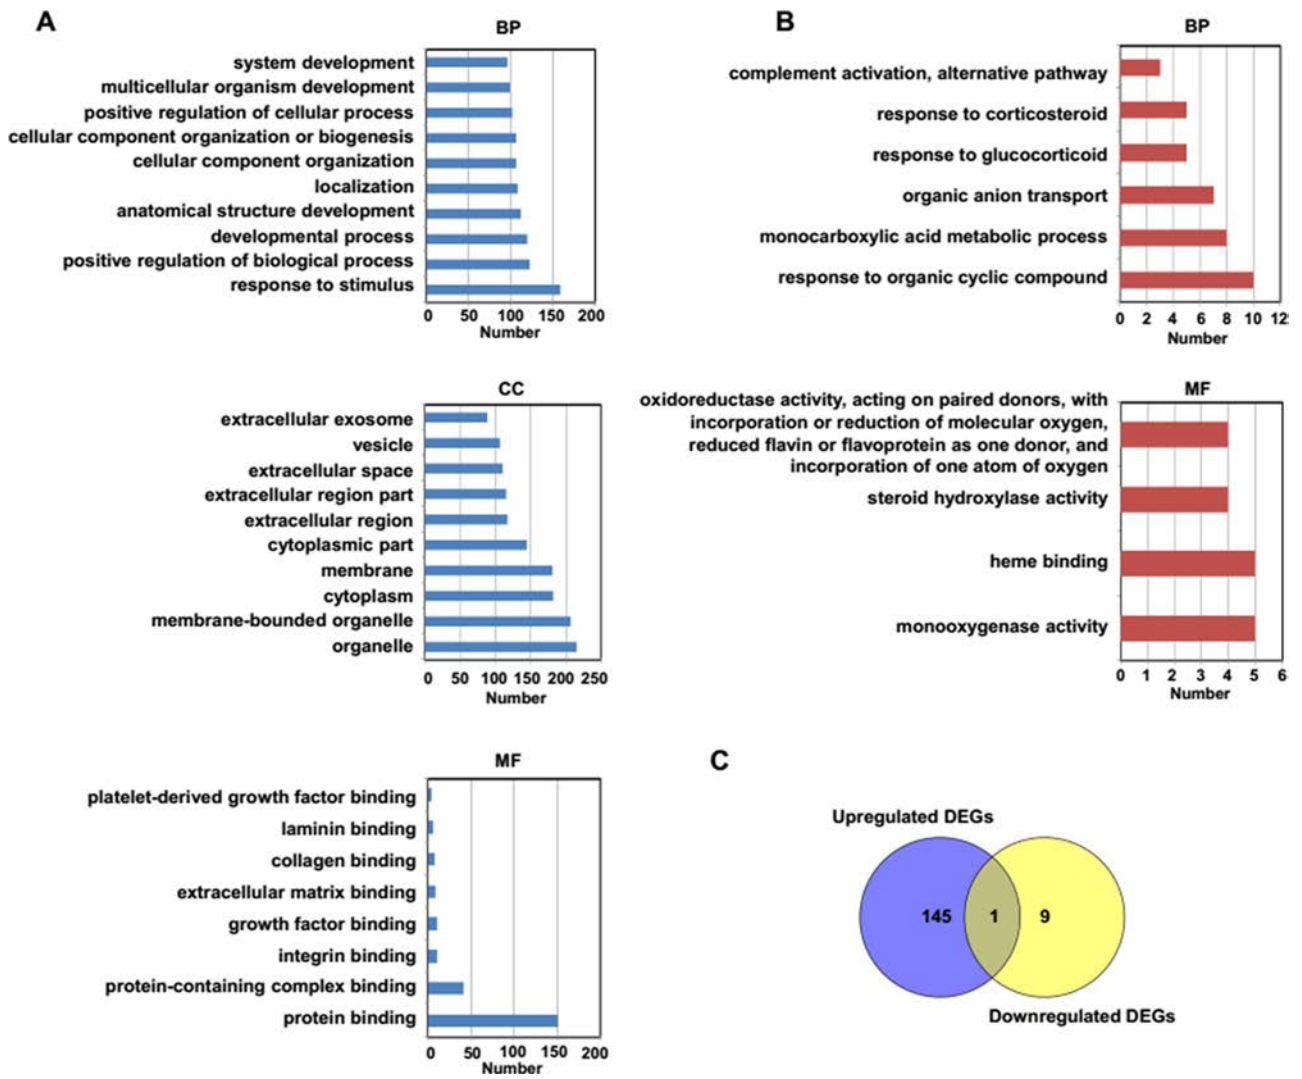 A
BP
system development
multicellular organism development
positive regulation of cellular process
cellular component organization or biogenesis
cellular component organization
localization
anatomical structure development
developmental process
positive regulation of biological process
response to stimulus
0 50 100 150 200
Number
CC
extracellular exosome
vesicle
extracellular space
extracellular region part
extracellular region
cytoplasmic part
membrane
cytoplasm
membrane-bounded organelle
organelle
0 50 100 150 200 250
Number
MF
platelet-derived growth factor binding
laminin binding
collagen binding
extracellular matrix binding
growth factor binding
integrin binding
protein-containing complex binding
protein binding
0 50 100 150 200
Number
B
BP
complement activation, alternative pathway
response to corticosteroid
response to glucocorticoid
organic anion transport
monocarboxylic acid metabolic process
response to organic cyclic compound
0 2 4 6 8 10 12
Number
MF
oxidoreductase activity, acting on paired donors, with
incorporation or reduction of molecular oxygen,
reduced flavin or flavoprotein as one donor, and
incorporation of one atom of oxygen
steroid hydroxylase activity
heme binding
monooxygenase activity
0 1 2 3 4 5 6
Number
C
Upregulated DEGs
145 1 9
Downregulated DEGs